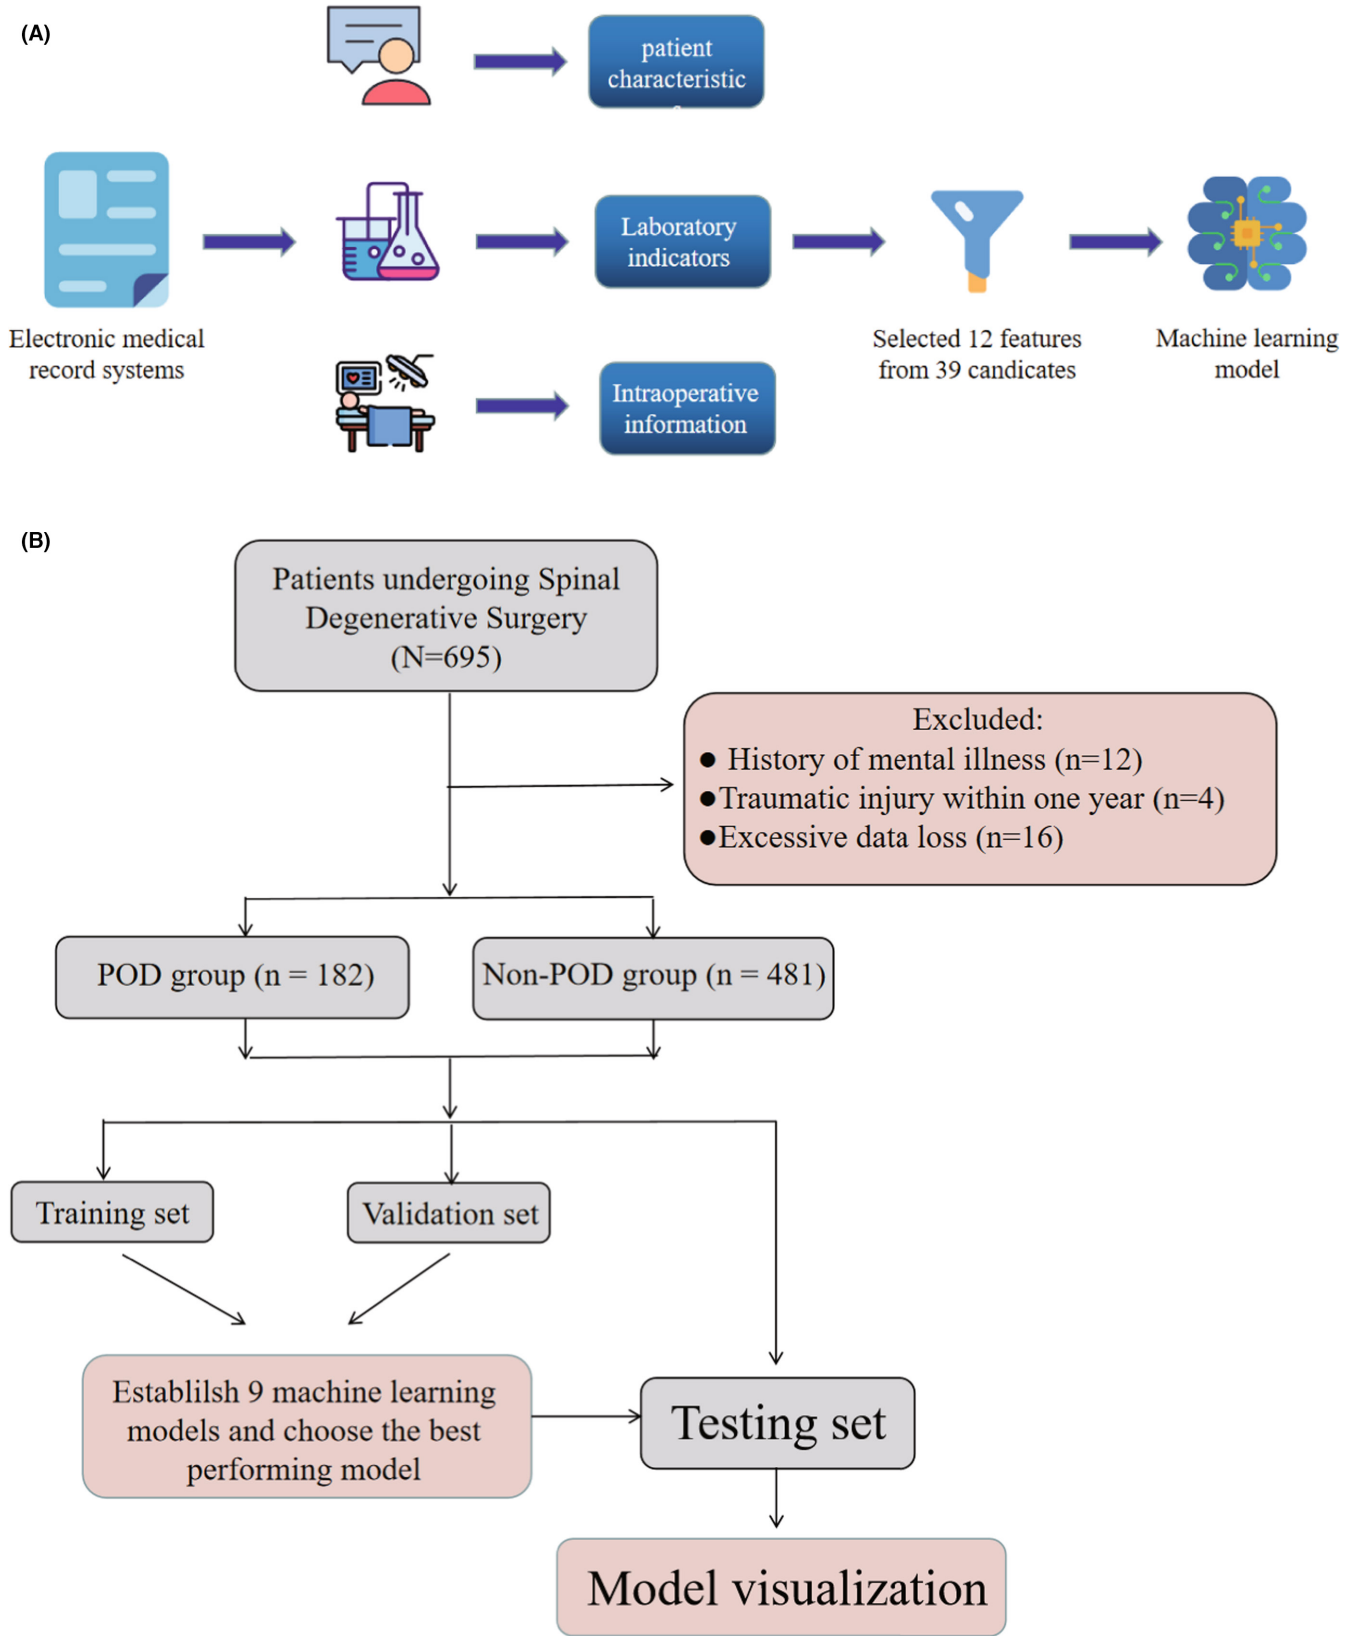 (A)
patient
characteristic
Electronic medical
record systems
Laboratory
indicators
Intraoperative
information
Selected 12 features
from 39 candidates
Machine learning
model
(B)
Patients undergoing Spinal
Degenerative Surgery
(N=695)
Excluded:
● History of mental illness (n=12)
●Traumatic injury within one year (n=4)
●Excessive data loss (n=16)
POD group (n = 182)
Non-POD group (n = 481)
Training set
Validation set
Establilsh 9 machine learning
models and choose the best
performing model
Testing set
Model visualization